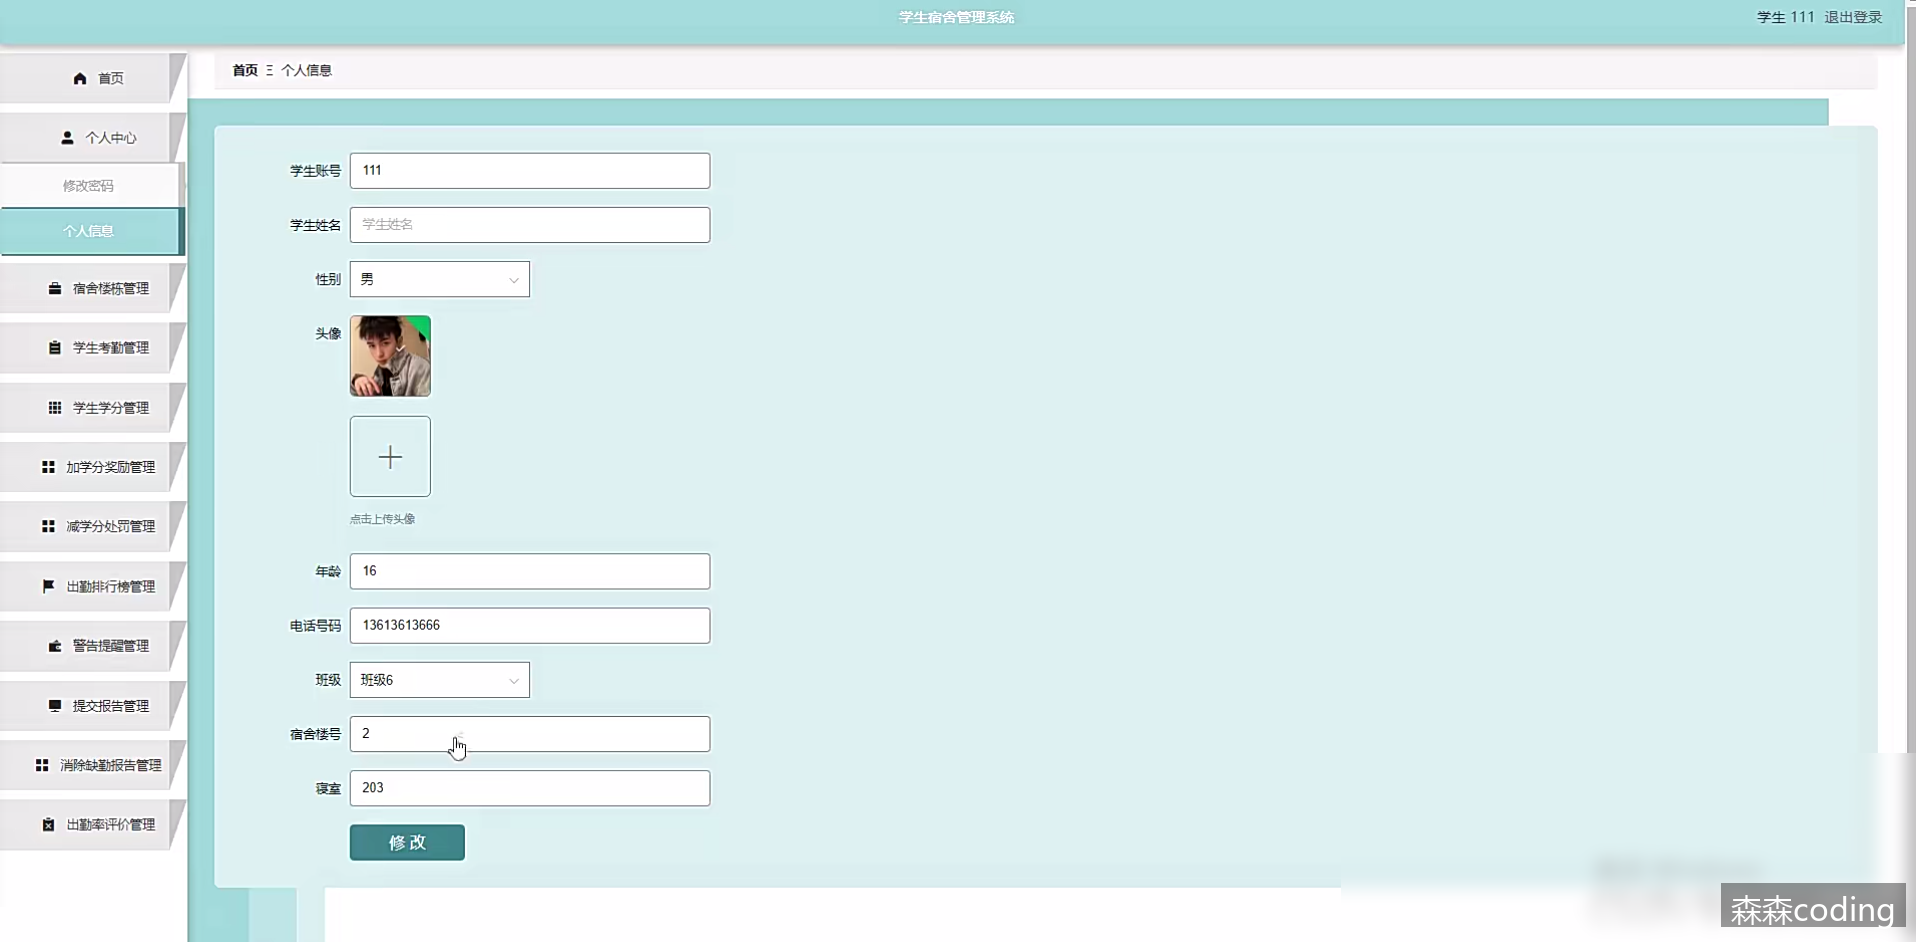 学生宿舍管理系统
学生 111 退出登录
首页
首页 Ξ 个人信息
个人中心
修改密码
个人信息
宿舍楼栋管理
学生考勤管理
学生学分管理
加学分奖励管理
减学分处罚管理
出勤排行榜管理
警告提醒管理
提交报告管理
消除缺勤报告管理
出勤率评价管理
学生账号 111
学生姓名 学生姓名
性别 男
头像
点击上传头像
年龄 16
电话号码 13613613666
班级 班级6
宿舍楼号 2
寝室 203
修 改
森森coding